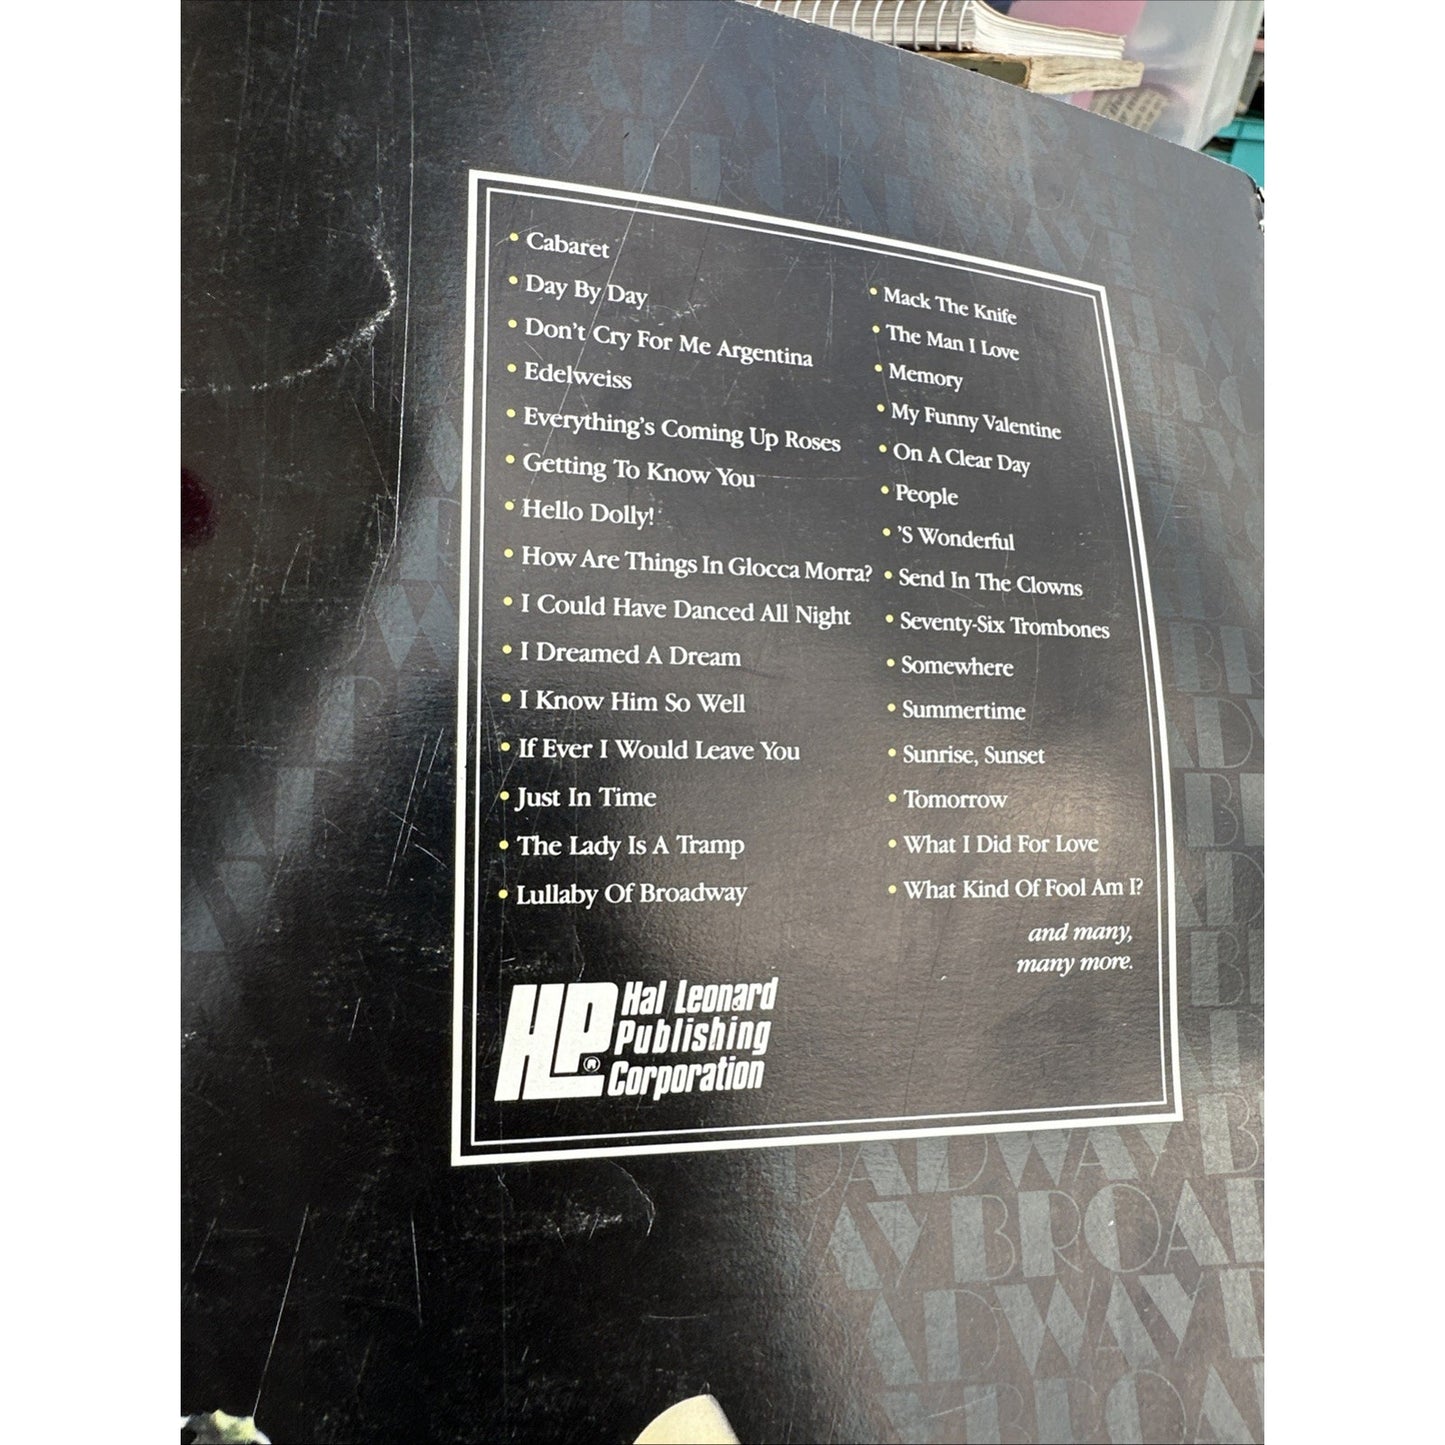 • Cabaret
• Day By Day
• Don't Cry For Me Argentina
• Edelweiss
• Everything's Coming Up Roses
• Getting To Know You
• Hello Dolly!
• How Are Things In Glocca Morra?
• I Could Have Danced All Night
• I Dreamed A Dream
• I Know Him So Well
• If Ever I Would Leave You
• Just In Time
• The Lady Is A Tramp
• Lullaby Of Broadway
• Mack The Knife
• The Man I Love
• Memory
• My Funny Valentine
• On A Clear Day
• People
• 'S Wonderful
• Send In The Clowns
• Seventy-Six Trombones
• Somewhere
• Summertime
• Sunrise, Sunset
• Tomorrow
• What I Did For Love
• What Kind Of Fool Am I?
and many,
many more.
HLP®
Hal Leonard
Publishing
Corporation